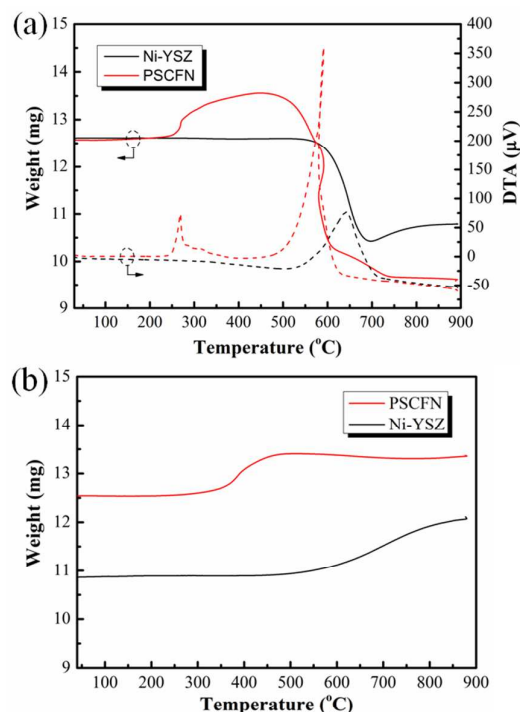 (a)
15
14
13
12
11
10
9
Weight (mg)
Ni-YSZ
PSCFN
400
350
300
250
200
150
100
50
0
-50
DTA (μV)
100 200 300 400 500 600 700 800 900
Temperature (°C)
(b)
15
14
13
12
11
10
9
Weight (mg)
PSCFN
Ni-YSZ
100 200 300 400 500 600 700 800 900
Temperature (°C)